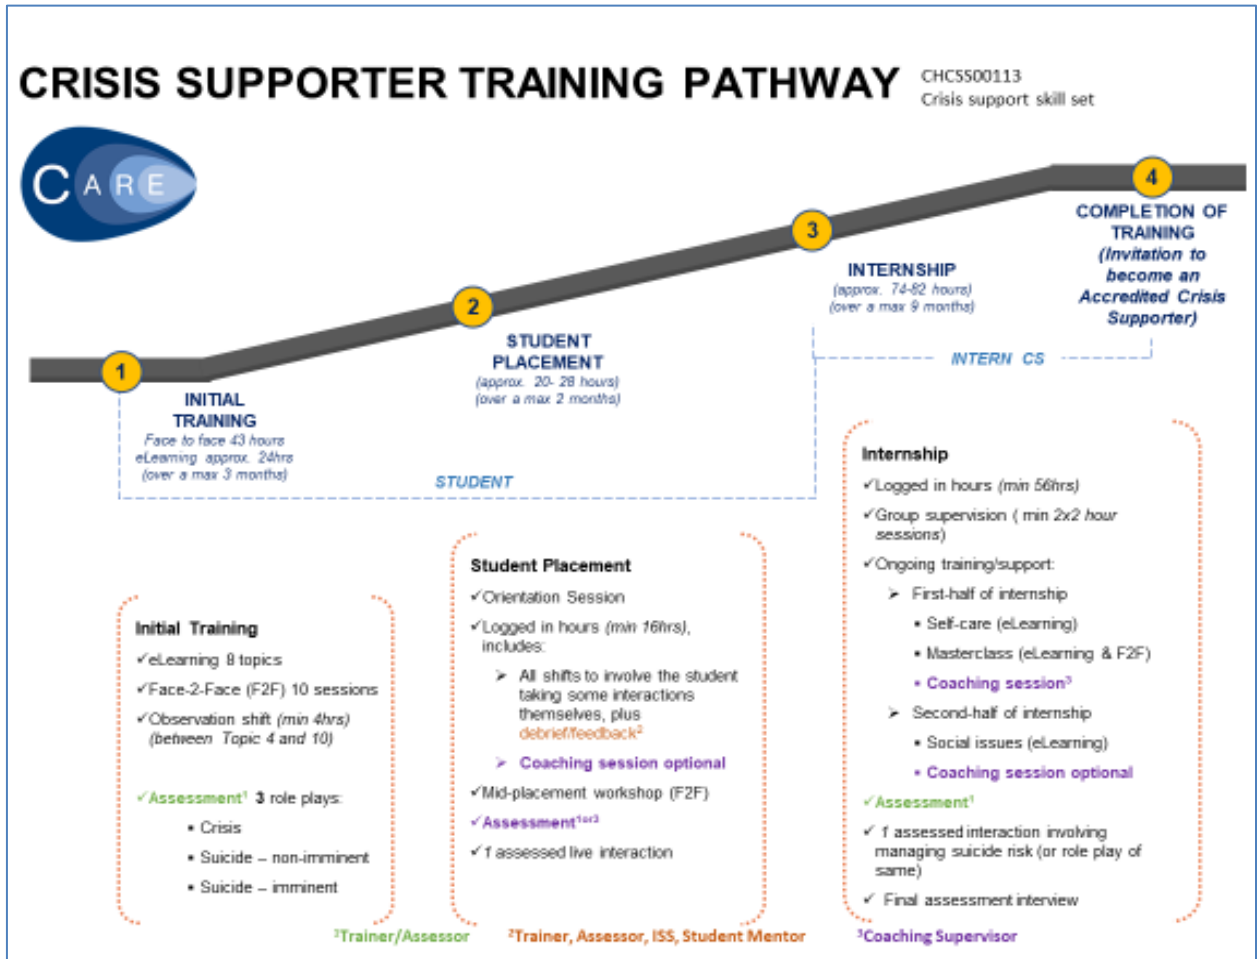 CRISIS SUPPORTER TRAINING PATHWAY
CHCSS00113
Crisis support skill set
CARE
1
2
3
4
INITIAL
TRAINING
Face to face 43 hours
eLearning approx. 24hrs
(over a max 3 months)
STUDENT
PLACEMENT
(approx. 20- 28 hours)
(over a max 2 months)
INTERNSHIP
(approx. 74-82 hours)
(over a max 9 months)
COMPLETION OF
TRAINING
(Invitation to
become an
Accredited Crisis
Supporter)
STUDENT
INTERN CS
Initial Training
✓eLearning 8 topics
✓Face-2-Face (F2F) 10 sessions
✓Observation shift (min 4hrs)
(between Topic 4 and 10)
✓Assessment¹ 3 role plays:
▪ Crisis
▪ Suicide – non-imminent
▪ Suicide – imminent
Student Placement
✓Orientation Session
✓Logged in hours (min 16hrs),
includes:
➢ All shifts to involve the student
taking some interactions
themselves, plus
debrief/feedback²
➢ Coaching session optional
✓Mid-placement workshop (F2F)
✓Assessment¹ᵒʳ³
✓1 assessed live interaction
Internship
✓Logged in hours (min 56hrs)
✓Group supervision ( min 2x2 hour
sessions)
✓Ongoing training/support:
➢ First-half of internship
▪ Self-care (eLearning)
▪ Masterclass (eLearning & F2F)
▪ Coaching session³
➢ Second-half of internship
▪ Social issues (eLearning)
▪ Coaching session optional
✓Assessment¹
✓ 1 assessed interaction involving
managing suicide risk (or role play of
same)
✓ Final assessment interview
¹Trainer/Assessor
²Trainer, Assessor, ISS, Student Mentor
³Coaching Supervisor